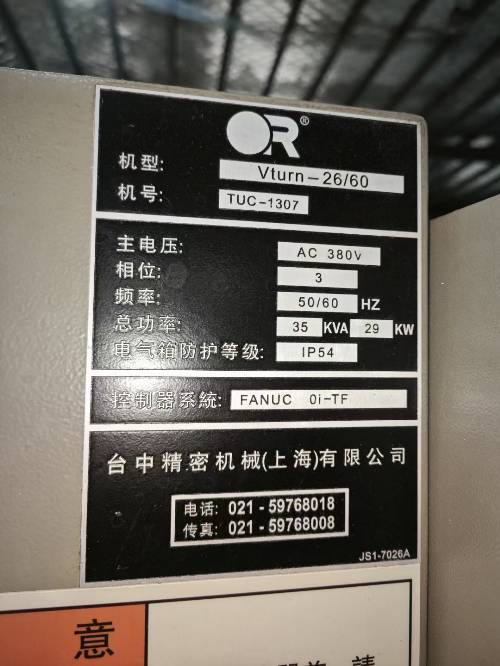 R®
机型: Vturn-26/60
机号: TUC-1307
主电压: AC 380V
相位: 3
频率: 50/60 HZ
总功率: 35 KVA 29 KW
电气箱防护等级: IP54
控制器系統: FANUC 0i-TF
台中精密机械(上海)有限公司
电话: 021-59768018
传真: 021-59768008
JS1-7026A
意
請